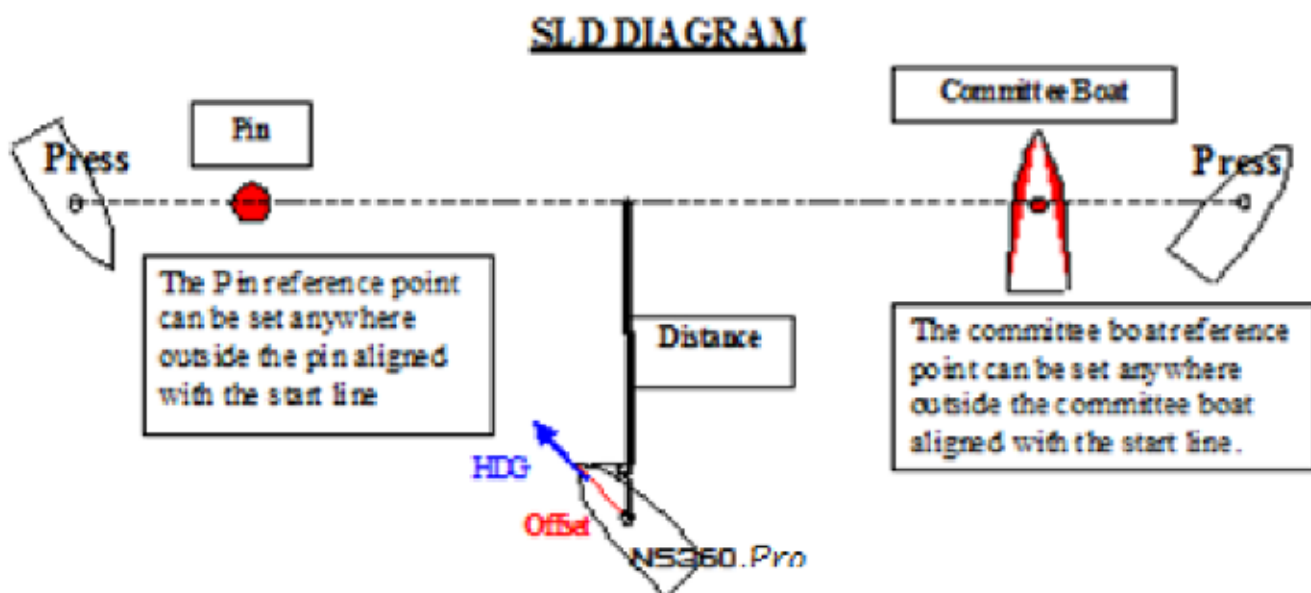 SLD DIAGRAM
Committee Boat
Pin
Press
Press
The Pin reference point
can be set anywhere
outside the pin aligned
with the start line
Distance
The committee boat reference
point can be set anywhere
outside the committee boat
aligned with the start line.
HDG
Offset
NS360.Pro